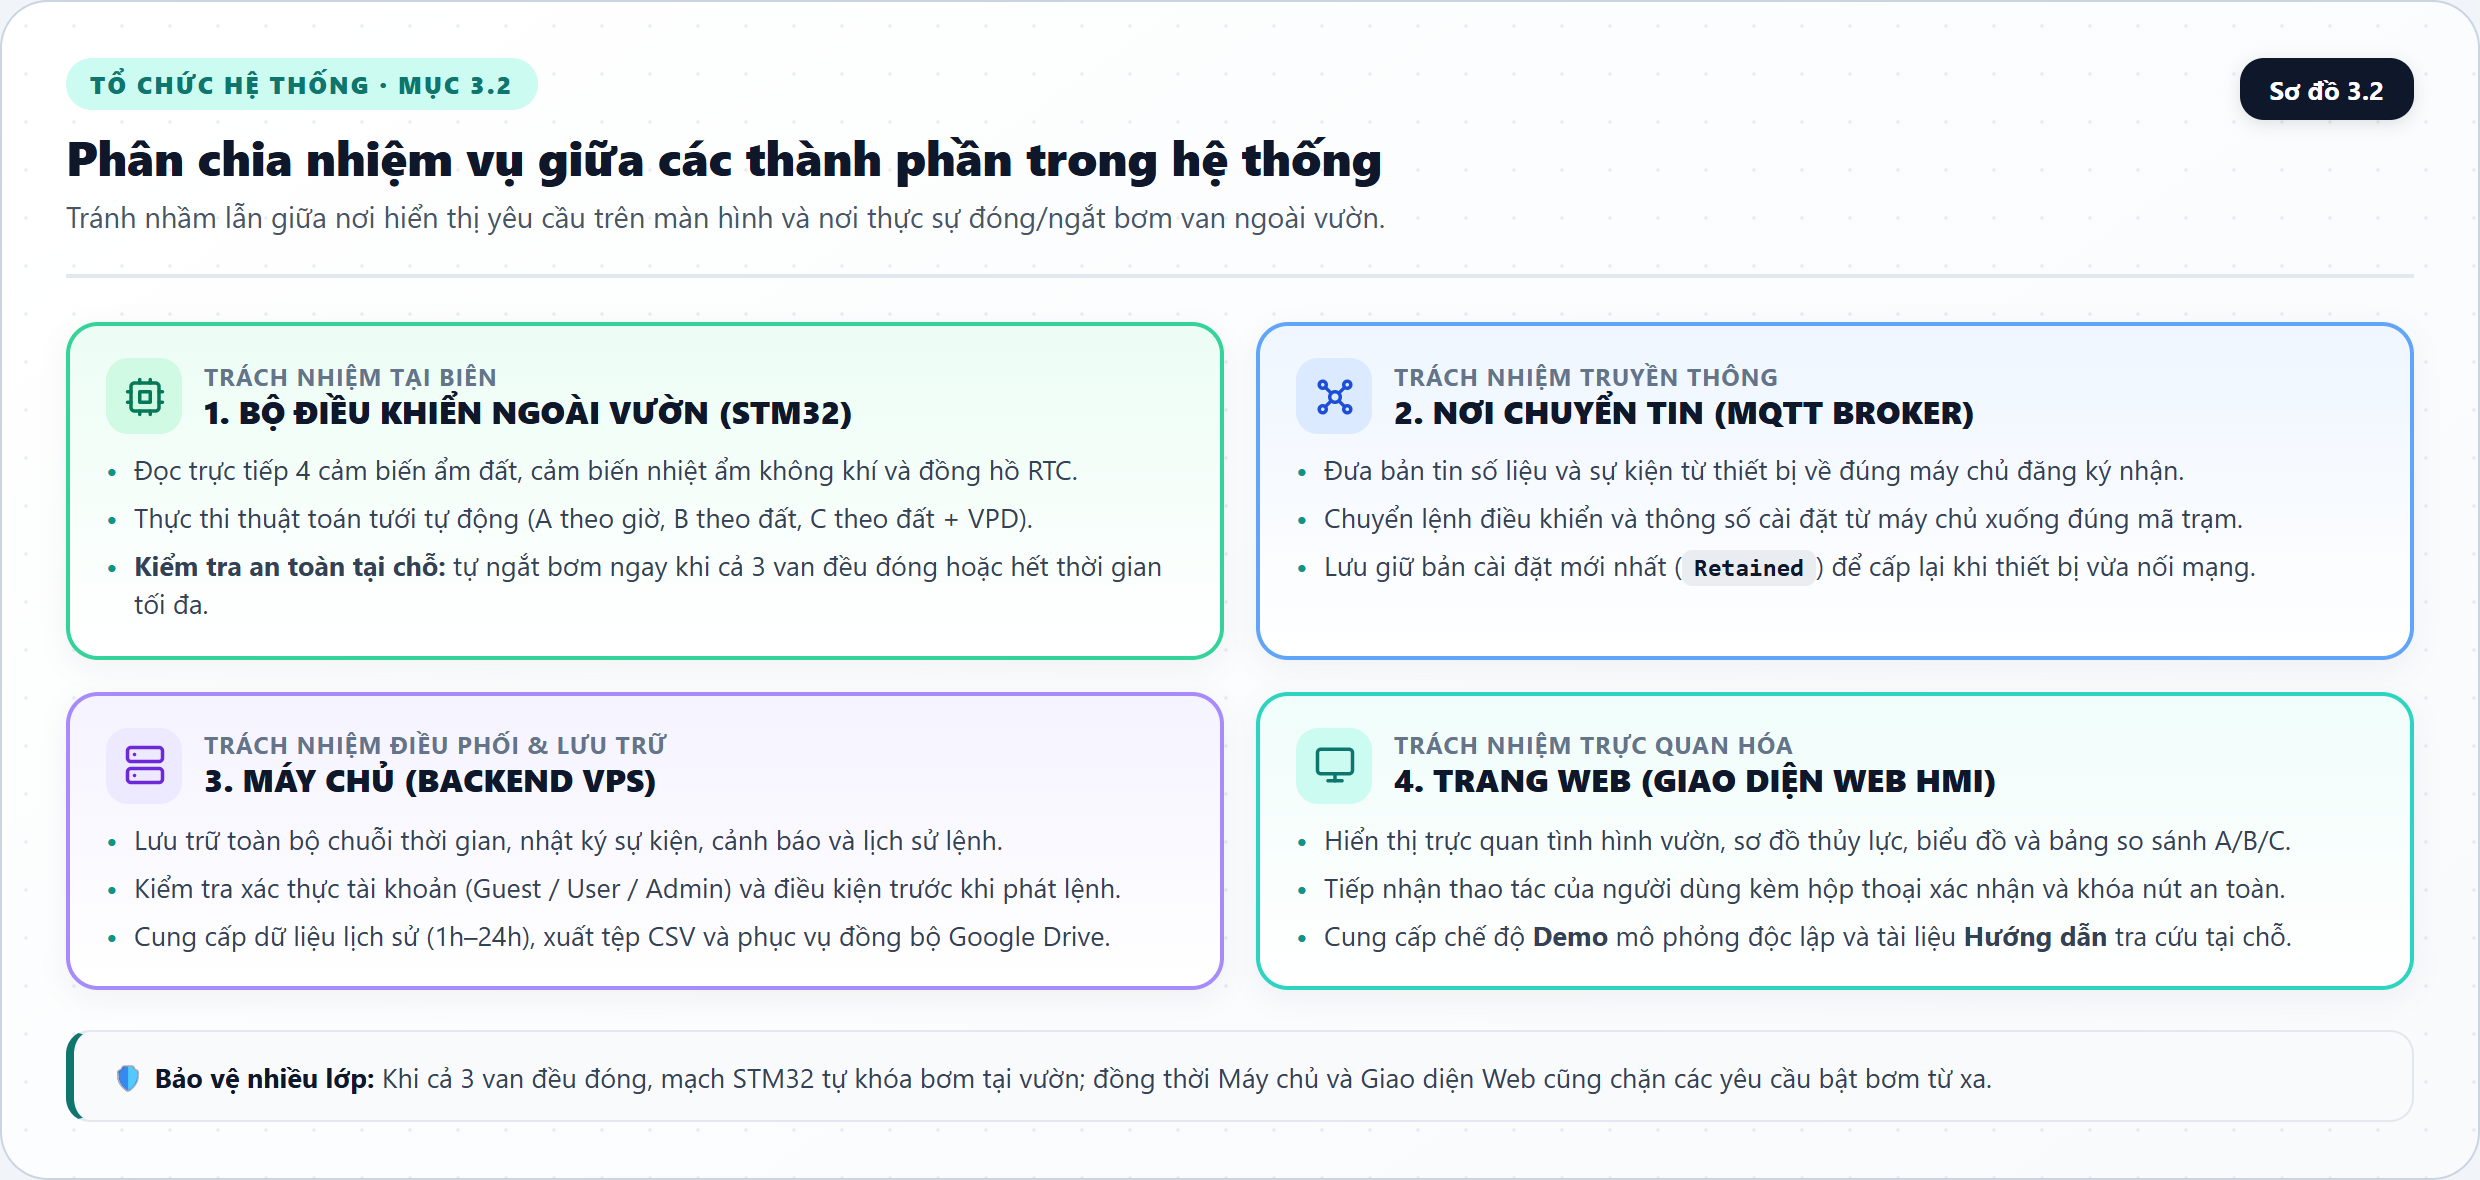 TỔ CHỨC HỆ THỐNG · MỤC 3.2
Sơ đồ 3.2
Phân chia nhiệm vụ giữa các thành phần trong hệ thống
Tránh nhầm lẫn giữa nơi hiển thị yêu cầu trên màn hình và nơi thực sự đóng/ngắt bơm van ngoài vườn.
TRÁCH NHIỆM TẠI BIÊN
1. BỘ ĐIỀU KHIỂN NGOÀI VƯỜN (STM32)
• Đọc trực tiếp 4 cảm biến ẩm đất, cảm biến nhiệt ẩm không khí và đồng hồ RTC.
• Thực thi thuật toán tưới tự động (A theo giờ, B theo đất, C theo đất + VPD).
• Kiểm tra an toàn tại chỗ: tự ngắt bơm ngay khi cả 3 van đều đóng hoặc hết thời gian
tối đa.
TRÁCH NHIỆM TRUYỀN THÔNG
2. NƠI CHUYỂN TIN (MQTT BROKER)
• Đưa bản tin số liệu và sự kiện từ thiết bị về đúng máy chủ đăng ký nhận.
• Chuyển lệnh điều khiển và thông số cài đặt từ máy chủ xuống đúng mã trạm.
• Lưu giữ bản cài đặt mới nhất (Retained) để cấp lại khi thiết bị vừa nối mạng.
TRÁCH NHIỆM ĐIỀU PHỐI & LƯU TRỮ
3. MÁY CHỦ (BACKEND VPS)
• Lưu trữ toàn bộ chuỗi thời gian, nhật ký sự kiện, cảnh báo và lịch sử lệnh.
• Kiểm tra xác thực tài khoản (Guest / User / Admin) và điều kiện trước khi phát lệnh.
• Cung cấp dữ liệu lịch sử (1h–24h), xuất tệp CSV và phục vụ đồng bộ Google Drive.
TRÁCH NHIỆM TRỰC QUAN HÓA
4. TRANG WEB (GIAO DIỆN WEB HMI)
• Hiển thị trực quan tình hình vườn, sơ đồ thủy lực, biểu đồ và bảng so sánh A/B/C.
• Tiếp nhận thao tác của người dùng kèm hộp thoại xác nhận và khóa nút an toàn.
• Cung cấp chế độ Demo mô phỏng độc lập và tài liệu Hướng dẫn tra cứu tại chỗ.
Bảo vệ nhiều lớp: Khi cả 3 van đều đóng, mạch STM32 tự khóa bơm tại vườn; đồng thời Máy chủ và Giao diện Web cũng chặn các yêu cầu bật bơm từ xa.